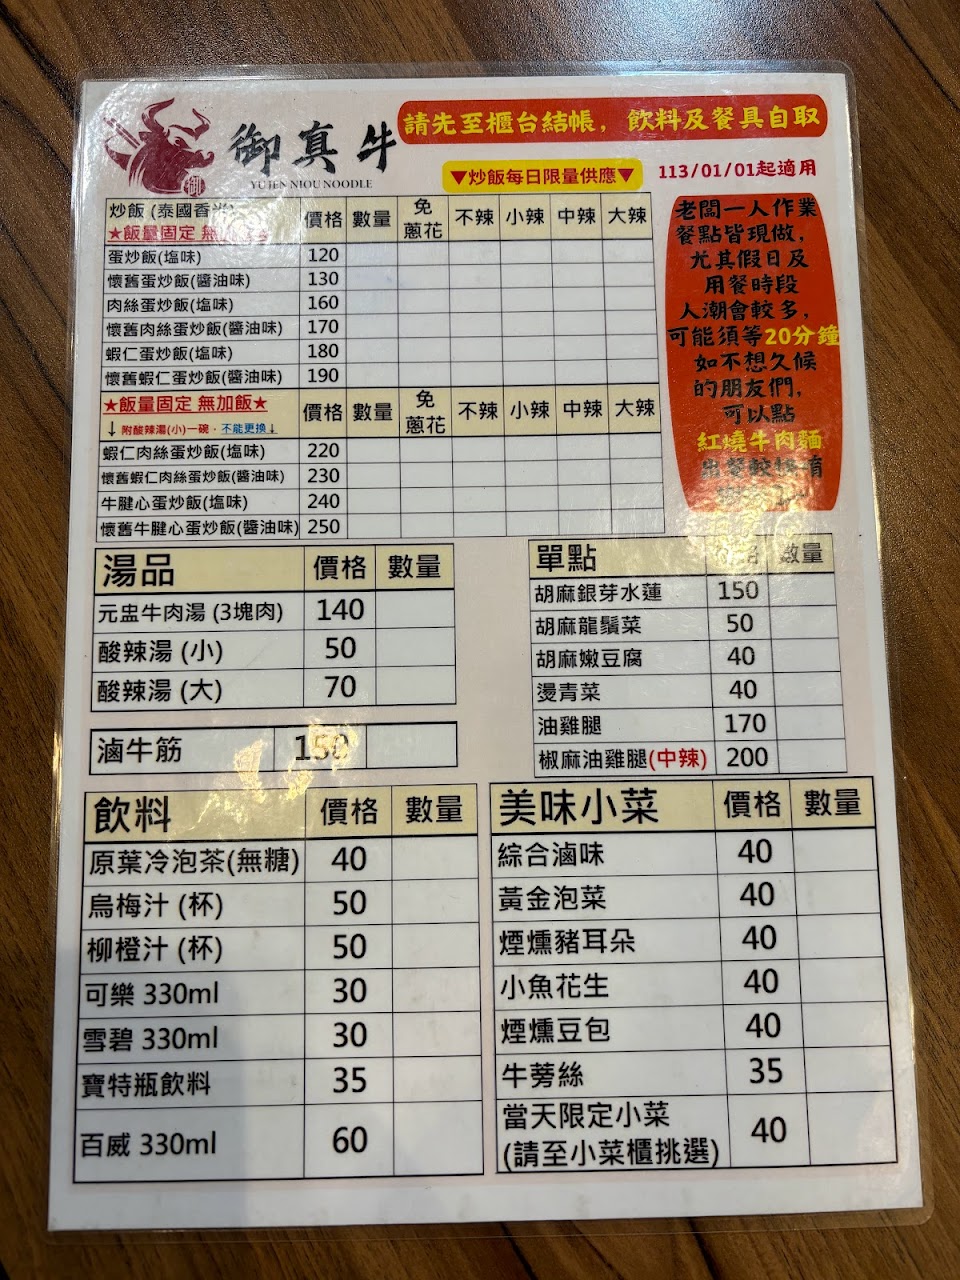 御真牛
YUJEN NIOU NOODLE
請先至櫃台結帳，飲料及餐具自取
▼炒飯每日限量供應▼
113/01/01起適用
炒飯 (泰國香米) 價格 數量 免蔥花 不辣 小辣 中辣 大辣
★飯量固定 無
蛋炒飯(塩味) 120
懷舊蛋炒飯(醬油味) 130
肉絲蛋炒飯(塩味) 160
懷舊肉絲蛋炒飯(醬油味) 170
蝦仁蛋炒飯(塩味) 180
懷舊蝦仁蛋炒飯(醬油味) 190
★飯量固定 無加飯★ 價格 數量 免蔥花 不辣 小辣 中辣 大辣
↓附酸辣湯(小)一碗，不能更換↓
蝦仁肉絲蛋炒飯(塩味) 220
懷舊蝦仁肉絲蛋炒飯(醬油味) 230
牛腱心蛋炒飯(塩味) 240
懷舊牛腱心蛋炒飯(醬油味) 250
老闆一人作業
餐點皆現做，
尤其假日及
用餐時段
人潮會較多，
可能須等20分鐘
如不想久候
的朋友們，
可以點
紅燒牛肉麵
湯品 價格 數量
元盅牛肉湯 (3塊肉) 140
酸辣湯 (小) 50
酸辣湯 (大) 70
滷牛筋 150
單點 數量
胡麻銀芽水蓮 150
胡麻龍鬚菜 50
胡麻嫩豆腐 40
燙青菜 40
油雞腿 170
椒麻油雞腿(中辣) 200
飲料 價格 數量
原葉冷泡茶(無糖) 40
烏梅汁 (杯) 50
柳橙汁 (杯) 50
可樂 330ml 30
雪碧 330ml 30
寶特瓶飲料 35
百威 330ml 60
美味小菜 價格 數量
綜合滷味 40
黃金泡菜 40
煙燻豬耳朵 40
小魚花生 40
煙燻豆包 40
牛蒡絲 35
當天限定小菜 40
(請至小菜櫃挑選)